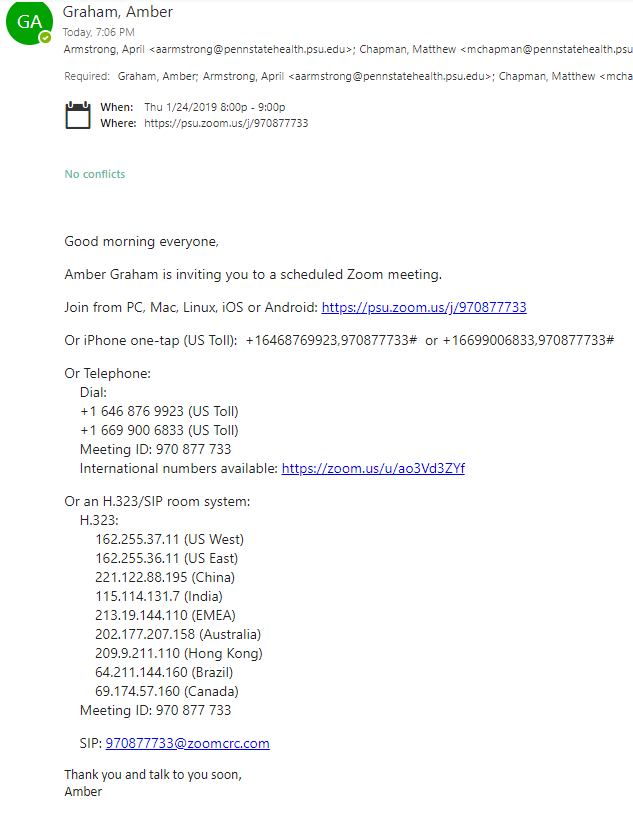 GA
Graham, Amber
Today, 7:06 PM
Armstrong, April <aarmstrong@pennstatehealth.psu.edu>; Chapman, Matthew <mchapman@pennstatehealth.psu
Required: Graham, Amber; Armstrong, April <aarmstrong@pennstatehealth.psu.edu>; Chapman, Matthew <mcha
When: Thu 1/24/2019 8:00p - 9:00p
Where: https://psu.zoom.us/j/970877733
No conflicts
Good morning everyone,
Amber Graham is inviting you to a scheduled Zoom meeting.
Join from PC, Mac, Linux, iOS or Android: https://psu.zoom.us/j/970877733
Or iPhone one-tap (US Toll): +16468769923,970877733# or +16699006833,970877733#
Or Telephone:
Dial:
+1 646 876 9923 (US Toll)
+1 669 900 6833 (US Toll)
Meeting ID: 970 877 733
International numbers available: https://zoom.us/u/ao3Vd3ZYf
Or an H.323/SIP room system:
H.323:
162.255.37.11 (US West)
162.255.36.11 (US East)
221.122.88.195 (China)
115.114.131.7 (India)
213.19.144.110 (EMEA)
202.177.207.158 (Australia)
209.9.211.110 (Hong Kong)
64.211.144.160 (Brazil)
69.174.57.160 (Canada)
Meeting ID: 970 877 733
SIP: 970877733@zoomcrc.com
Thank you and talk to you soon,
Amber